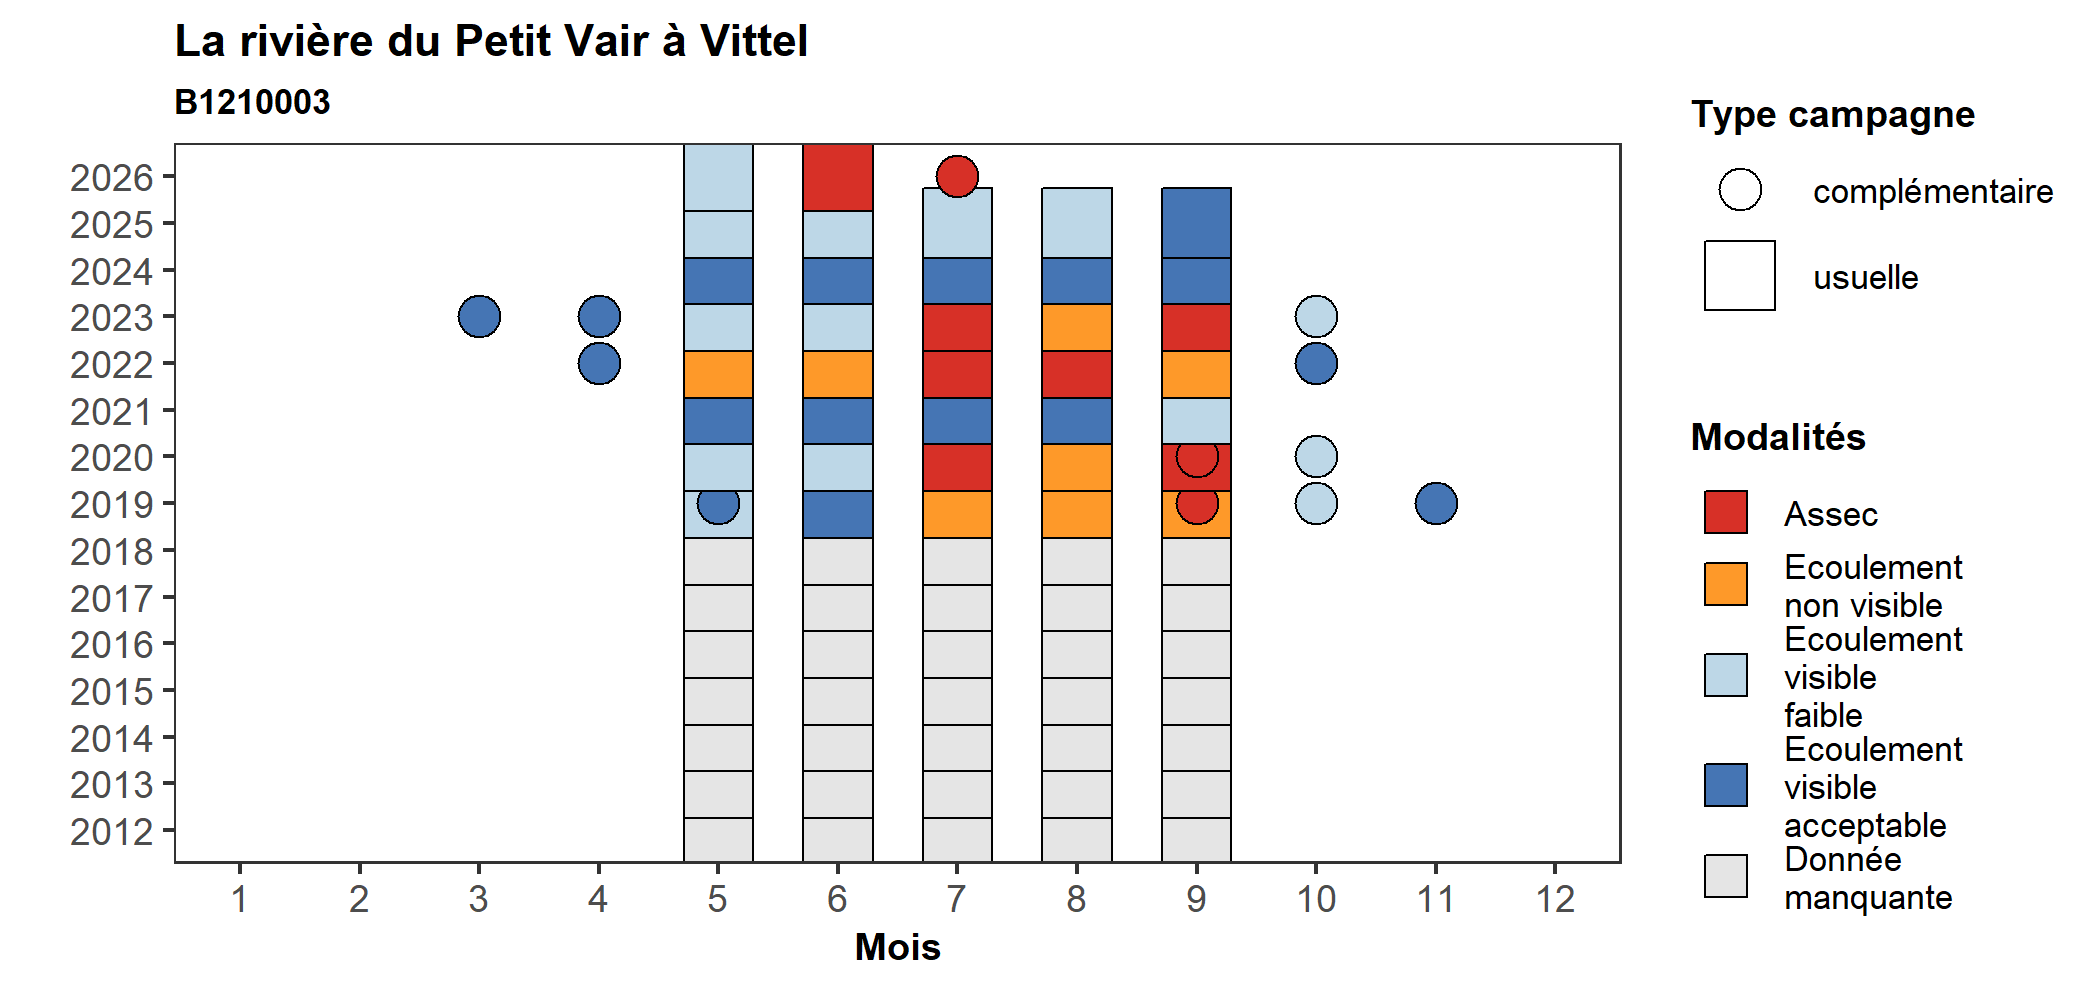 La rivière du Petit Vair à Vittel
B1210003
2026
2025
2024
2023
2022
2021
2020
2019
2018
2017
2016
2015
2014
2013
2012
1 2 3 4 5 6 7 8 9 10 11 12
Mois
Type campagne
complémentaire
usuelle
Modalités
Assec
Ecoulement
non visible
Ecoulement
visible
faible
Ecoulement
visible
acceptable
Donnée
manquante